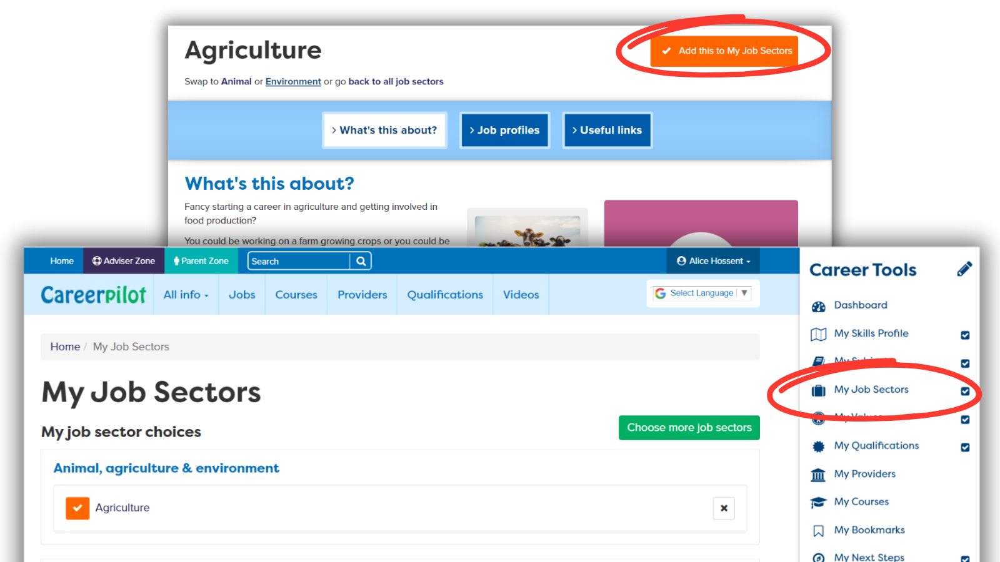 Agriculture
Add this to My Job Sectors
Swap to Animal or Environment or go back to all job sectors
What's this about?
Job profiles
Useful links
What's this about?
Fancy starting a career in agriculture and getting involved in
food production?
You could be working on a farm growing crops or you could be
Home
Adviser Zone
Parent Zone
Search
Alice Hossent
Careerpilot
All info
Jobs
Courses
Providers
Qualifications
Videos
Select Language
Home / My Job Sectors
My Job Sectors
My job sector choices
Choose more job sectors
Animal, agriculture & environment
Agriculture
Career Tools
Dashboard
My Skills Profile
My
My Job Sectors
My Values
My Qualifications
My Providers
My Courses
My Bookmarks
My Next Steps